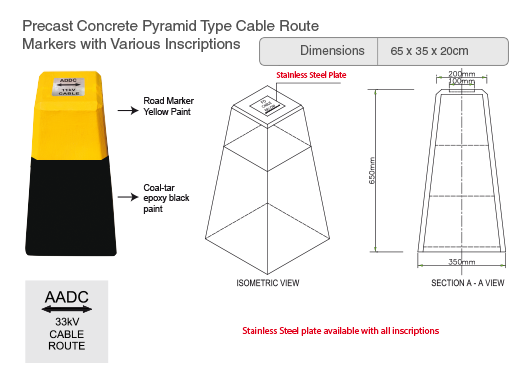 Precast Concrete Pyramid Type Cable Route
Markers with Various Inscriptions
Dimensions
65 x 35 x 20cm
AADC
11kV
CABLE
Road Marker
Yellow Paint
Coal-tar
epoxy black
paint
Stainless Steel Plate
200mm
100mm
650mm
350mm
ISOMETRIC VIEW
SECTION A - A VIEW
AADC
33kV
CABLE
ROUTE
Stainless Steel plate available with all inscriptions